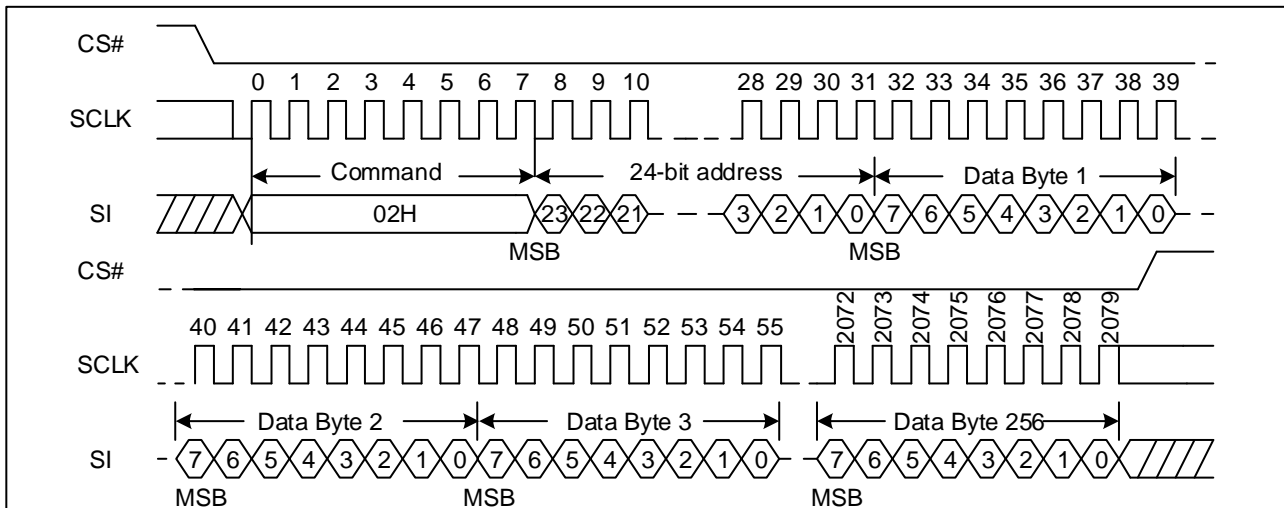 CS#
0 1 2 3 4 5 6 7 8 9 10 28 29 30 31 32 33 34 35 36 37 38 39
SCLK
Command 24-bit address Data Byte 1
SI 02H 23 22 21 3 2 1 0 7 6 5 4 3 2 1 0
MSB MSB
CS#
40 41 42 43 44 45 46 47 48 49 50 51 52 53 54 55 2072 2073 2074 2075 2076 2077 2078 2079
SCLK
Data Byte 2 Data Byte 3 Data Byte 256
SI 7 6 5 4 3 2 1 0 7 6 5 4 3 2 1 0 7 6 5 4 3 2 1 0
MSB MSB MSB